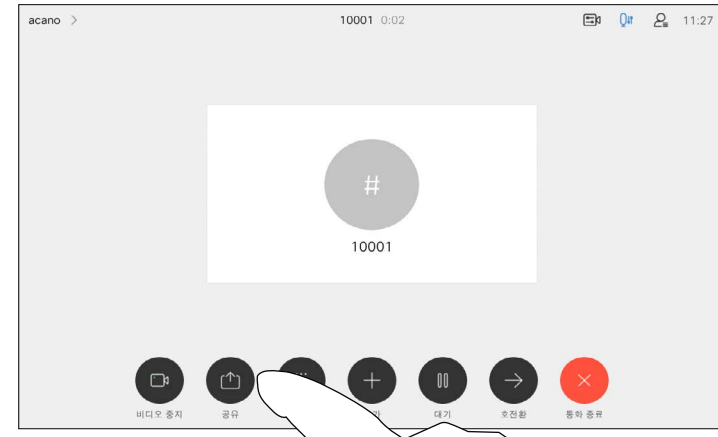 acano >
10001 0:02
11:27
#
10001
비디오 중지
공유
대기
호전환
통화 종료